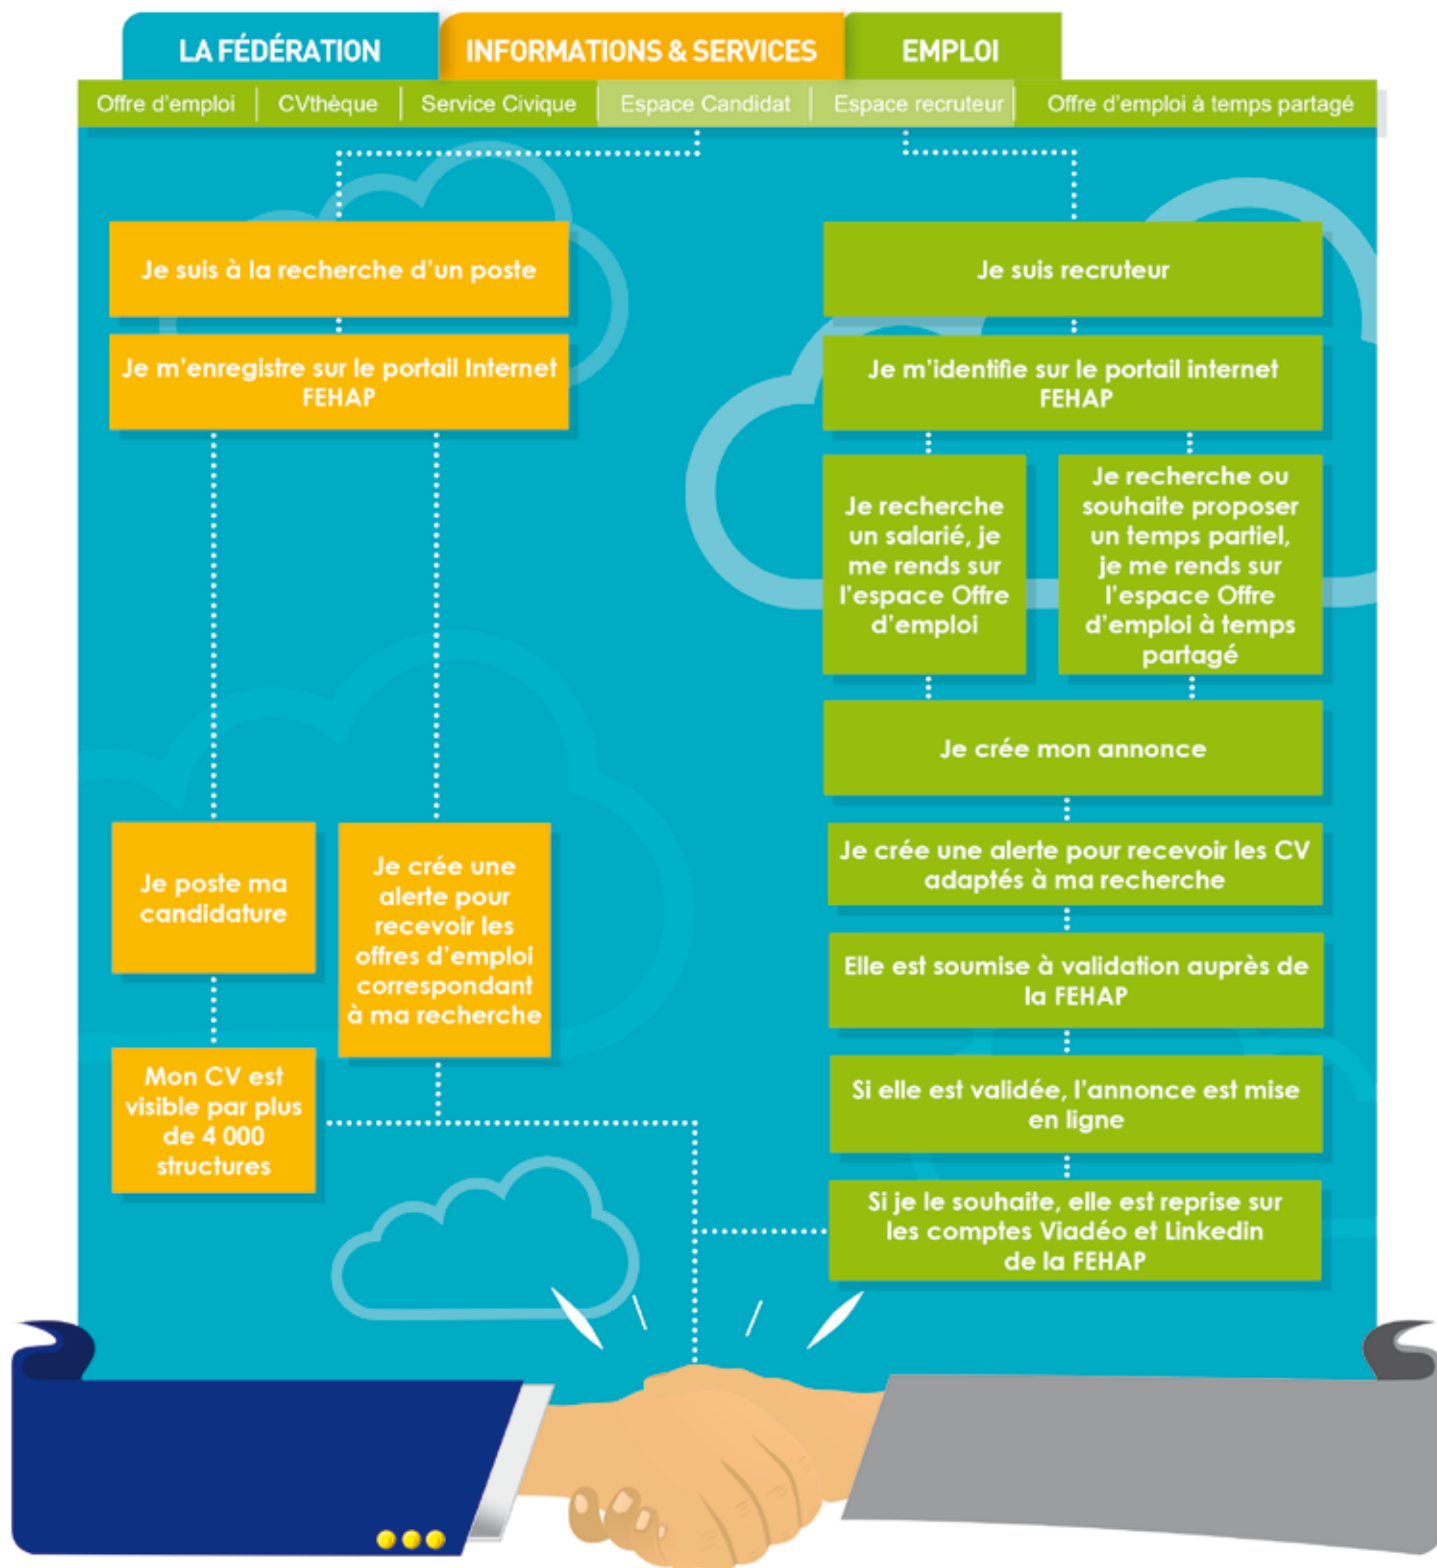 LA FÉDÉRATION
INFORMATIONS & SERVICES
EMPLOI
Offre d'emploi
CVthèque
Service Civique
Espace Candidat
Espace recruteur
Offre d'emploi à temps partagé
Je suis à la recherche d'un poste
Je m'enregistre sur le portail Internet
FEHAP
Je poste ma
candidature
Mon CV est
visible par plus
de 4 000
structures
Je crée une
alerte pour
recevoir les
offres d'emploi
correspondant
à ma recherche
Je suis recruteur
Je m'identifie sur le portail internet
FEHAP
Je recherche
un salarié, je
me rends sur
l'espace Offre
d'emploi
Je recherche ou
souhaite proposer
un temps partiel,
je me rends sur
l'espace Offre
d'emploi à temps
partagé
Je crée mon annonce
Je crée une alerte pour recevoir les CV
adaptés à ma recherche
Elle est soumise à validation auprès de
la FEHAP
Si elle est validée, l'annonce est mise
en ligne
Si je le souhaite, elle est reprise sur
les comptes Viadéo et Linkedin
de la FEHAP